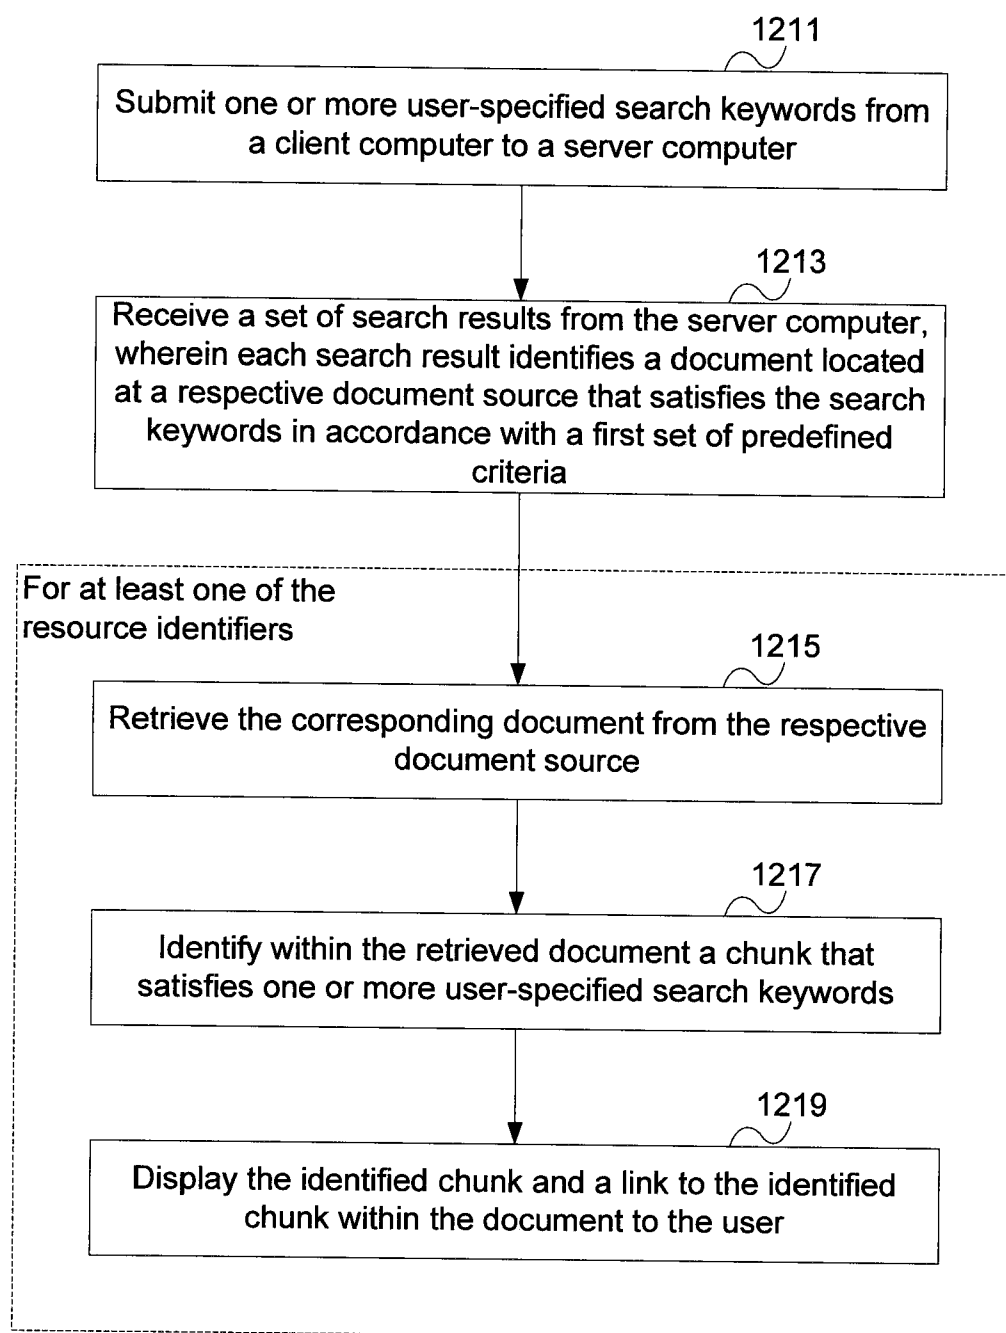 1211
Submit one or more user-specified search keywords from
a client computer to a server computer
1213
Receive a set of search results from the server computer,
wherein each search result identifies a document located
at a respective document source that satisfies the search
keywords in accordance with a first set of predefined
criteria
For at least one of the
resource identifiers
1215
Retrieve the corresponding document from the respective
document source
1217
Identify within the retrieved document a chunk that
satisfies one or more user-specified search keywords
1219
Display the identified chunk and a link to the identified
chunk within the document to the user